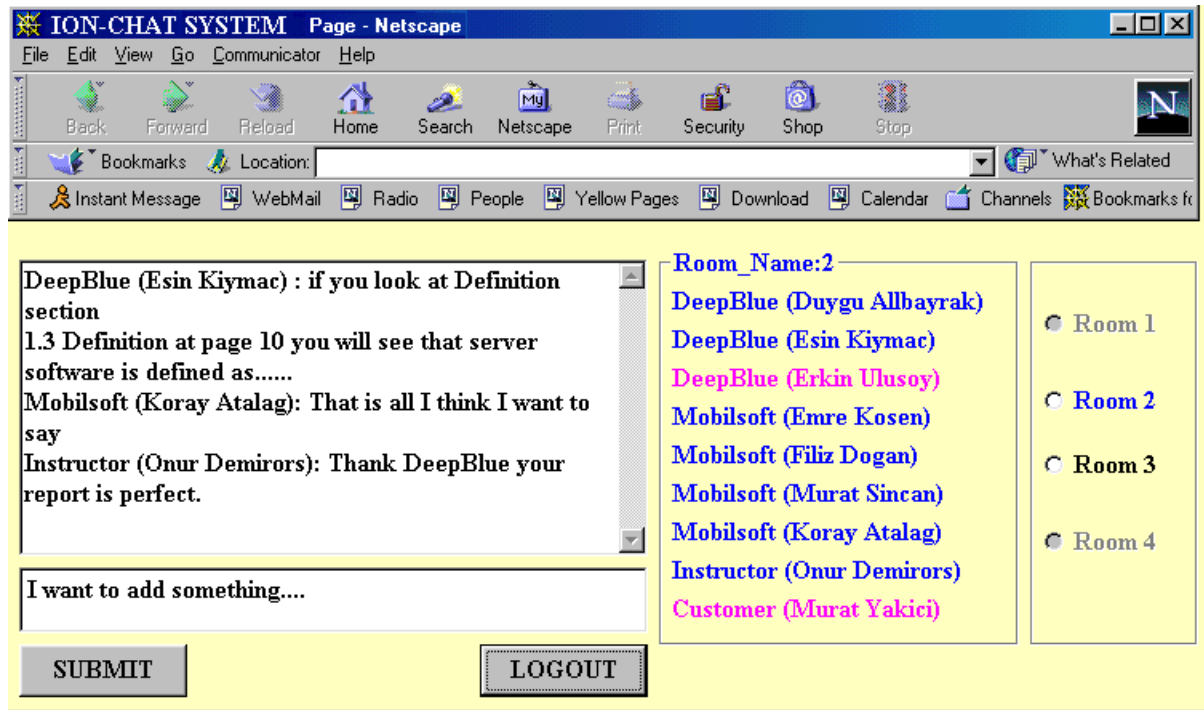 ION-CHAT SYSTEM Page - Netscape
File Edit View Go Communicator Help
Back Forward Reload Home Search Netscape Print Security Shop Stop
Bookmarks Location: What's Related
Instant Message WebMail Radio People Yellow Pages Download Calendar Channels Bookmarks fo
DeepBlue (Esin Kiymac) : if you look at Definition
section
1.3 Definition at page 10 you will see that server
software is defined as......
Mobilsoft (Koray Atalag): That is all I think I want to
say
Instructor (Onur Demirors): Thank DeepBlue your
report is perfect.
I want to add something....
SUBMIT
LOGOUT
Room_Name:2
DeepBlue (Duygu Allbayrak)
DeepBlue (Esin Kiymac)
DeepBlue (Erkin Ulusoy)
Mobilsoft (Emre Kosen)
Mobilsoft (Filiz Dogan)
Mobilsoft (Murat Sincan)
Mobilsoft (Koray Atalag)
Instructor (Onur Demirors)
Customer (Murat Yakici)
Room 1
Room 2
Room 3
Room 4